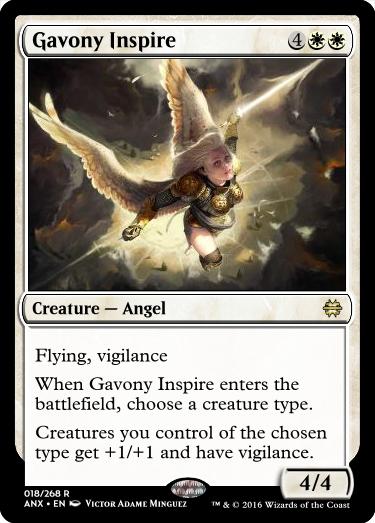 Gavony Inspire 4
Creature — Angel
Flying, vigilance
When Gavony Inspire enters the
battlefield, choose a creature type.
Creatures you control of the chosen
type get +1/+1 and have vigilance.
4/4
018/268 R
ANX • EN Victor Adame Minguez
™ & © 2016 Wizards of the Coast